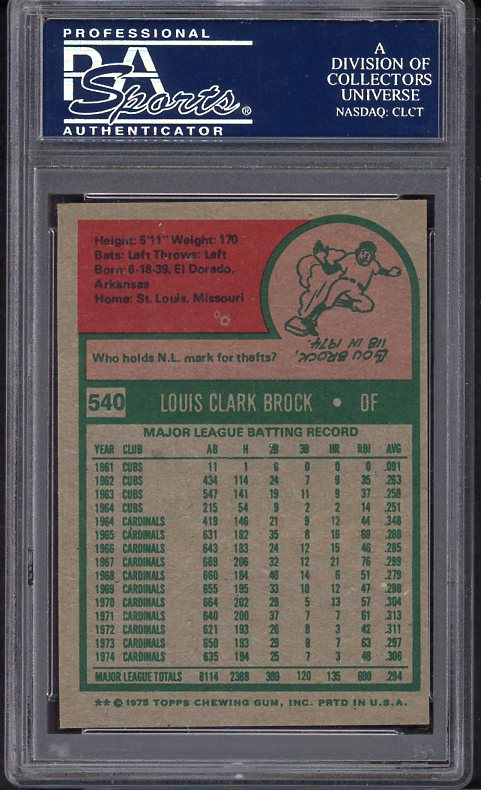 PROFESSIONAL
PSA
Sports®
AUTHENTICATOR
A
DIVISION OF
COLLECTORS
UNIVERSE
NASDAQ: CLCT
Height: 5'11" Weight: 170
Bats: Left Throws: Left
Born: 6-18-39, El Dorado,
Arkansas
Home: St. Louis, Missouri
Who holds N.L. mark for thefts?
LOU BROCK,
118 IN 1974.
540 LOUIS CLARK BROCK • OF
MAJOR LEAGUE BATTING RECORD
YEAR CLUB AB H 2B 3B HR RBI AVG
1961 CUBS 11 1 0 0 0 0 .091
1962 CUBS 434 114 24 7 9 35 .263
1963 CUBS 547 141 19 11 9 37 .258
1964 CUBS 215 54 9 2 2 14 .251
1964 CARDINALS 419 146 21 9 12 44 .348
1965 CARDINALS 631 182 35 8 16 69 .288
1966 CARDINALS 643 183 24 12 15 46 .285
1967 CARDINALS 689 206 32 12 21 76 .299
1968 CARDINALS 660 184 46 14 6 51 .279
1969 CARDINALS 655 195 33 10 12 47 .298
1970 CARDINALS 664 202 29 5 13 57 .304
1971 CARDINALS 640 200 37 7 7 61 .313
1972 CARDINALS 621 193 26 8 3 42 .311
1973 CARDINALS 650 193 29 8 7 63 .297
1974 CARDINALS 635 194 25 7 3 48 .306
MAJOR LEAGUE TOTALS 8114 2388 389 120 135 690 .294
** © 1975 TOPPS CHEWING GUM, INC. PRTD IN U.S.A.